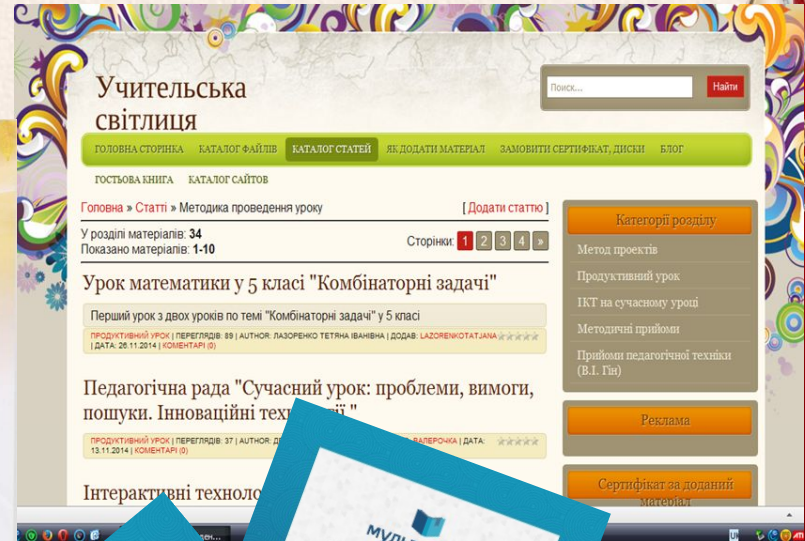 Учительська
світлиця
Поиск...
Найти
ГОЛОВНА СТОРІНКА КАТАЛОГ ФАЙЛІВ КАТАЛОГ СТАТЕЙ ЯК ДОДАТИ МАТЕРІАЛ ЗАМОВИТИ СЕРТИФІКАТ, ДИСКИ БЛОГ
ГОСТЬОВА КНИГА КАТАЛОГ САЙТОВ
Головна » Статті » Методика проведення уроку [ Додати статтю ]
У розділі матеріалів: 34
Показано матеріалів: 1-10
Сторінки: 1 2 3 4 »
Урок математики у 5 класі "Комбінаторні задачі"
Перший урок з двох уроків по темі "Комбінаторні задачі" у 5 класі
ПРОДУКТИВНИЙ УРОК | ПЕРЕГЛЯДІВ: 89 | AUTHOR: ЛАЗОРЕНКО ТЕТЯНА ІВАНІВНА | ДОДАВ: LAZORENKOTATJANA
| ДАТА: 26.11.2014 | КОМЕНТАРІ (0)
Педагогічна рада "Сучасний урок: проблеми, вимоги,
пошуки. Інноваційні
ПРОДУКТИВНИЙ УРОК | ПЕРЕГЛЯДІВ: 37 | AUTHOR: ВАЛЕРОЧКА | ДАТА:
13.11.2014 | КОМЕНТАРІ (0)
Інтерактивні
Категорії розділу
Метод проектів
Продуктивний урок
ІКТ на сучасному уроці
Методичні прийоми
Прийоми педагогічної техніки
(В.І. Гін)
Реклама
Сертифікат за доданий
матеріал